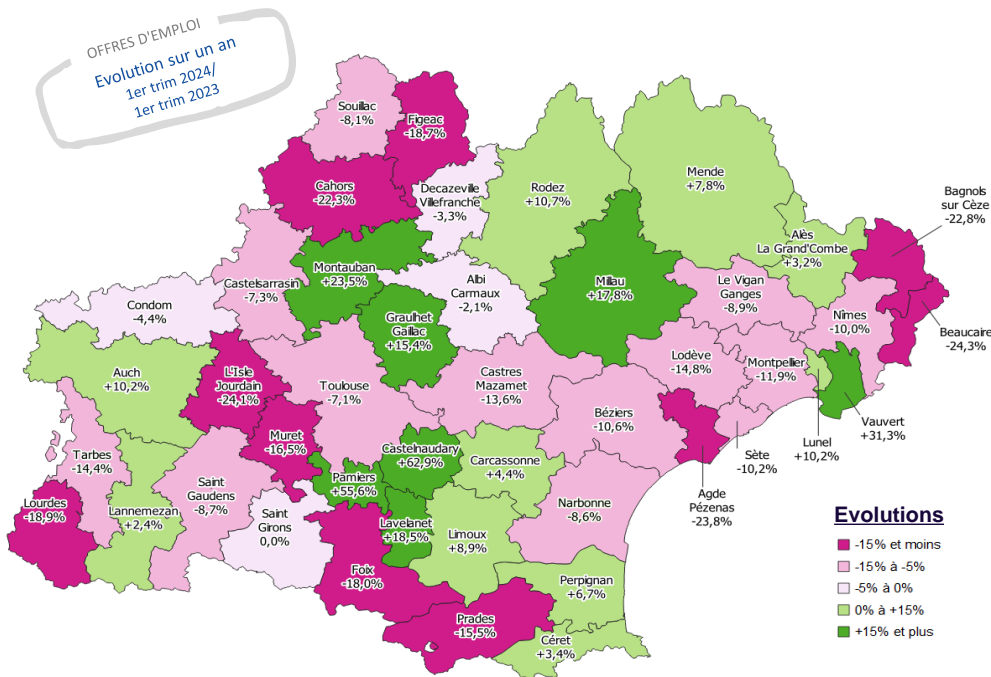 OFFRES D'EMPLOI
Evolution sur un an
1er trim 2024/
1er trim 2023
Souillac
-8,1%
Figeac
-18,7%
Cahors
-22,3%
Decazeville
Villefranche
-3,3%
Rodez
+10,7%
Mende
+7,8%
Bagnols
sur Cèze
-22,8%
Alès
La Grand'Combe
+3,2%
Montauban
+23,5%
Castelsarrasin
-7,3%
Albi
Carmaux
-2,1%
Millau
+17,8%
Le Vigan
Ganges
-8,9%
Condom
-4,4%
Graulhet
Gaillac
+15,4%
Nîmes
-10,0%
Beaucaire
-24,3%
Auch
+10,2%
L'Isle
Jourdain
-24,1%
Toulouse
-7,1%
Castres
Mazamet
-13,6%
Lodève
-14,8%
Montpellier
-11,9%
Béziers
-10,6%
Vauvert
+31,3%
Lunel
+10,2%
Sète
-10,2%
Muret
-16,5%
Castelnaudary
+62,9%
Carcassonne
+4,4%
Tarbes
-14,4%
Saint
Gaudens
-8,7%
Pamiers
+55,6%
Agde
Pézenas
-23,8%
Lourdes
-18,9%
Lannemezan
+2,4%
Saint
Girons
0,0%
Lavelanet
+18,5%
Limoux
+8,9%
Narbonne
-8,6%
Foix
-18,0%
Perpignan
+6,7%
Prades
-15,5%
Céret
+3,4%
Evolutions
-15% et moins
-15% à -5%
-5% à 0%
0% à +15%
+15% et plus